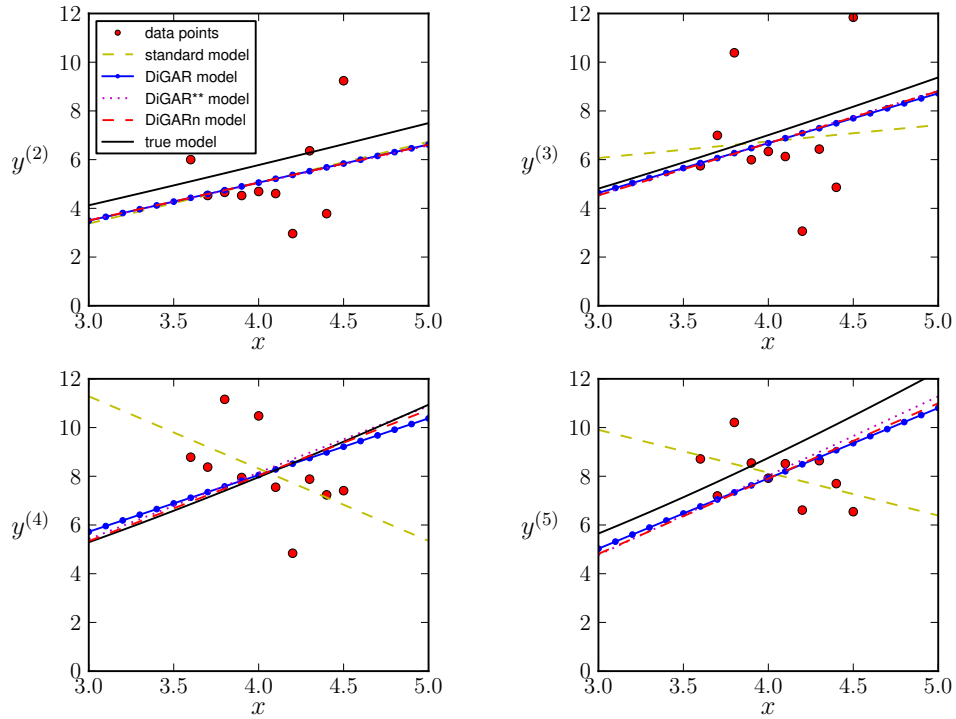 12
10
8
6
4
2
0
y^{(2)}
data points
standard model
DiGAR model
DiGAR** model
DiGARn model
true model
3.0 3.5 4.0 4.5 5.0
x
12
10
8
6
4
2
0
y^{(3)}
3.0 3.5 4.0 4.5 5.0
x
12
10
8
6
4
2
0
y^{(4)}
3.0 3.5 4.0 4.5 5.0
x
12
10
8
6
4
2
0
y^{(5)}
3.0 3.5 4.0 4.5 5.0
x